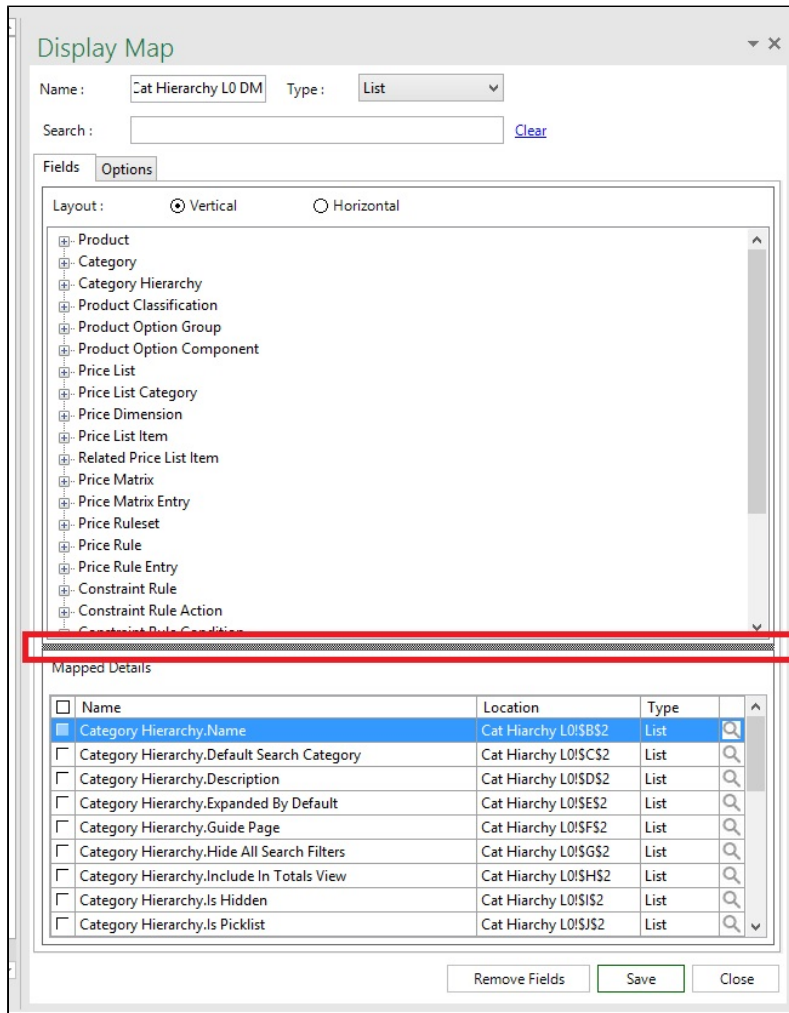 Display Map
Name : Cat Hierarchy L0 DM Type : List
Search : Clear
Fields Options
Layout : Vertical Horizontal
Product
Category
Category Hierarchy
Product Classification
Product Option Group
Product Option Component
Price List
Price List Category
Price Dimension
Price List Item
Related Price List Item
Price Matrix
Price Matrix Entry
Price Ruleset
Price Rule
Price Rule Entry
Constraint Rule
Constraint Rule Action
Constraint Rule Condition
Mapped Details
Name Location Type
Category Hierarchy.Name Cat Hiarchy L0!$B$2 List
Category Hierarchy.Default Search Category Cat Hiarchy L0!$C$2 List
Category Hierarchy.Description Cat Hiarchy L0!$D$2 List
Category Hierarchy.Expanded By Default Cat Hiarchy L0!$E$2 List
Category Hierarchy.Guide Page Cat Hiarchy L0!$F$2 List
Category Hierarchy.Hide All Search Filters Cat Hiarchy L0!$G$2 List
Category Hierarchy.Include In Totals View Cat Hiarchy L0!$H$2 List
Category Hierarchy.Is Hidden Cat Hiarchy L0!$I$2 List
Category Hierarchy.Is Picklist Cat Hiarchy L0!$J$2 List
Remove Fields Save Close